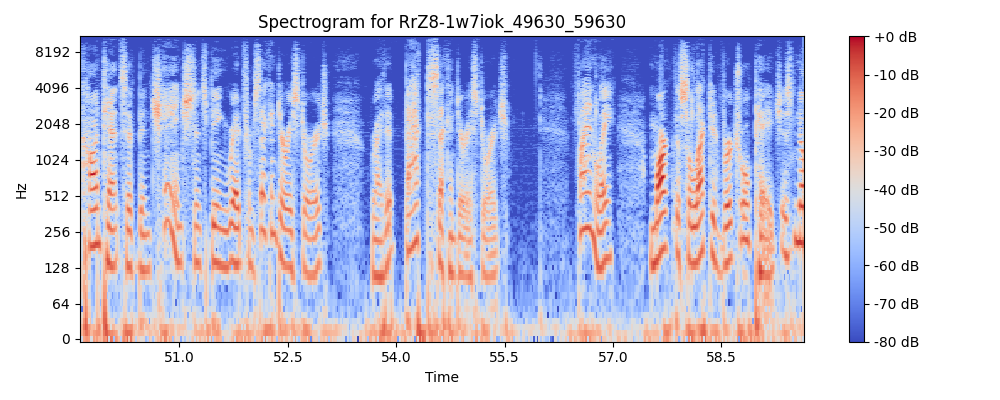 Spectrogram for RrZ8-1w7iok_49630_59630
8192
4096
2048
1024
512
256
128
64
0
Hz
51.0 52.5 54.0 55.5 57.0 58.5
Time
+0 dB
-10 dB
-20 dB
-30 dB
-40 dB
-50 dB
-60 dB
-70 dB
-80 dB